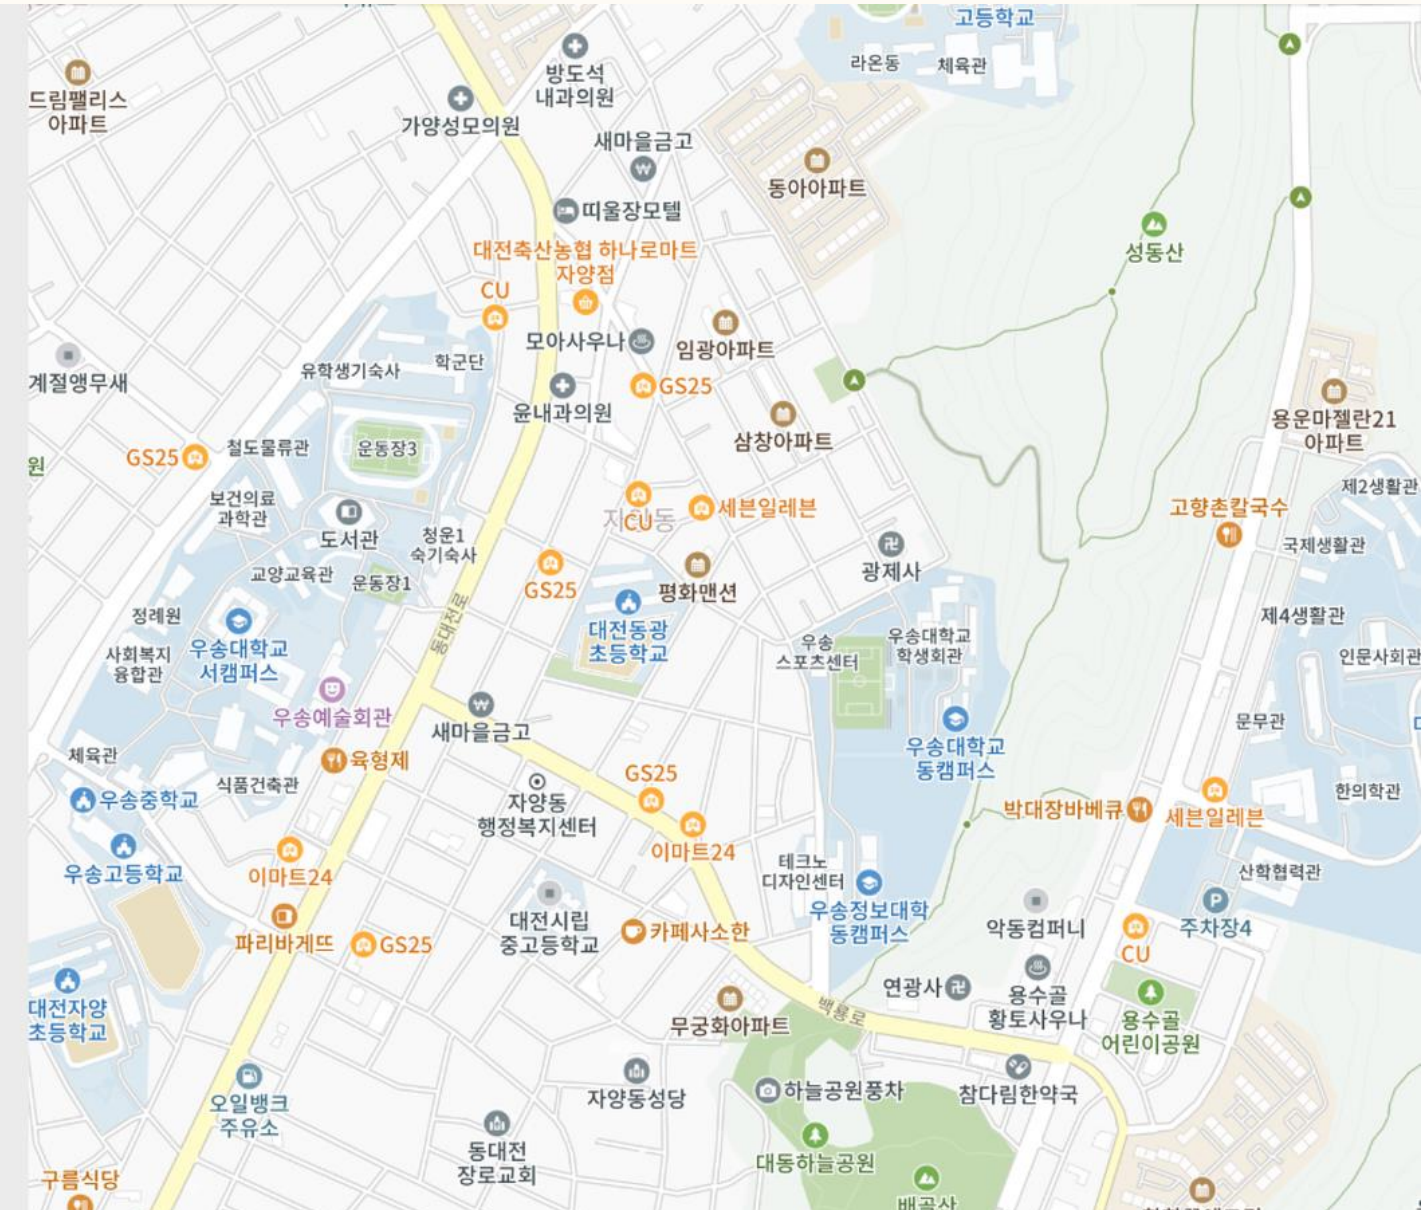 고등학교
라온동
체육관
방도석
내과의원
드림팰리스
아파트
가양성모의원
새마을금고
동아아파트
띠울장모텔
대전축산농협 하나로마트
자양점
성동산
CU
모아사우나
임광아파트
학군단
유학생기숙사
계절앵무새
GS25
윤내과의원
용운마젤란21
아파트
삼창아파트
철도물류관
운동장3
GS25
원
제2생활관
보건의료
과학관
CU
세븐일레븐
고향촌칼국수
도서관
청운1
숙기숙사
국제생활관
광제사
교양교육관
운동장1
GS25
평화맨션
정례원
제4생활관
대전동광
초등학교
동대전로
우송대학교
서캠퍼스
사회복지
융합관
우송
스포츠센터
우송대학교
학생회관
인문사회관
우송예술회관
문무관
새마을금고
우송대학교
동캠퍼스
체육관
육형제
식품건축관
GS25
우송중학교
자양동
행정복지센터
한의학관
박대장바베큐
세븐일레븐
이마트24
우송고등학교
이마트24
테크노
디자인센터
산학협력관
우송정보대학
동캠퍼스
대전시립
중고등학교
카페사소한
악동컴퍼니
주차장4
파리바게뜨
GS25
CU
연광사
대전자양
초등학교
백룡로
용수골
황토사우나
용수골
어린이공원
무궁화아파트
자양동성당
하늘공원풍차
참다림한약국
오일뱅크
주유소
동대전
장로교회
대동하늘공원
구름식당
배골산